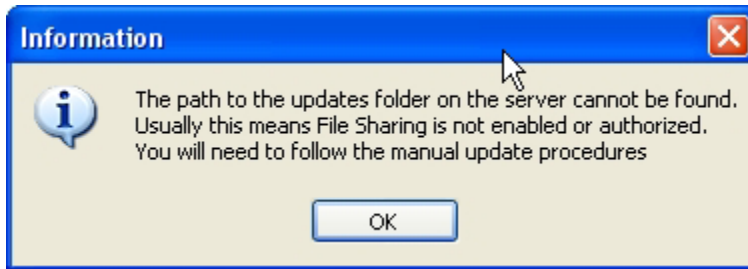 Information
The path to the updates folder on the server cannot be found.
Usually this means File Sharing is not enabled or authorized.
You will need to follow the manual update procedures
OK